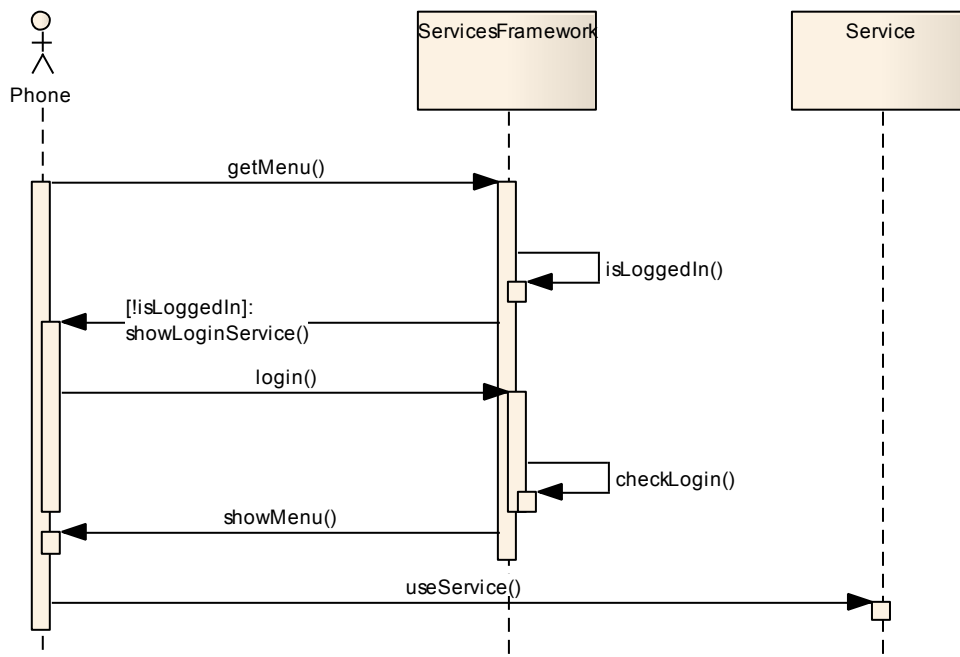 Phone
ServicesFramework
Service
getMenu()
isLoggedIn()
[!isLoggedIn]:
showLoginService()
login()
checkLogin()
showMenu()
useService()